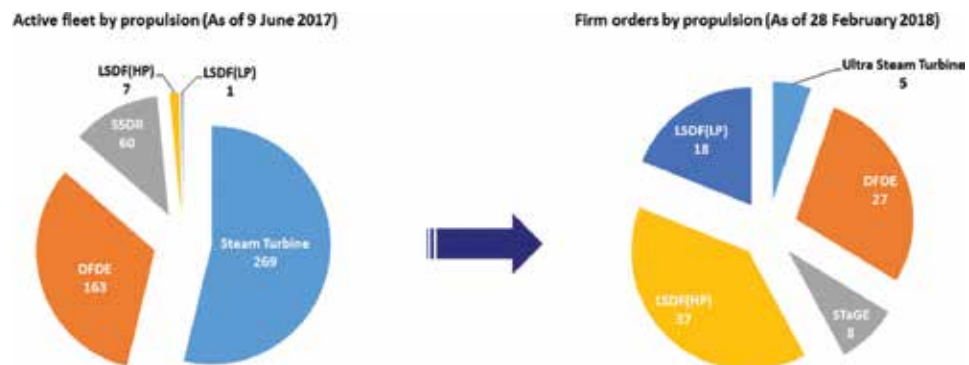 Active fleet by propulsion (As of 9 June 2017)
LSDF(HP)
7
LSDF(LP)
1
SSDR
60
DFDE
163
Steam Turbine
269
Firm orders by propulsion (As of 28 February 2018)
Ultra Steam Turbine
5
LSDF(LP)
18
DFDE
27
LSDF(HP)
37
STaGE
8